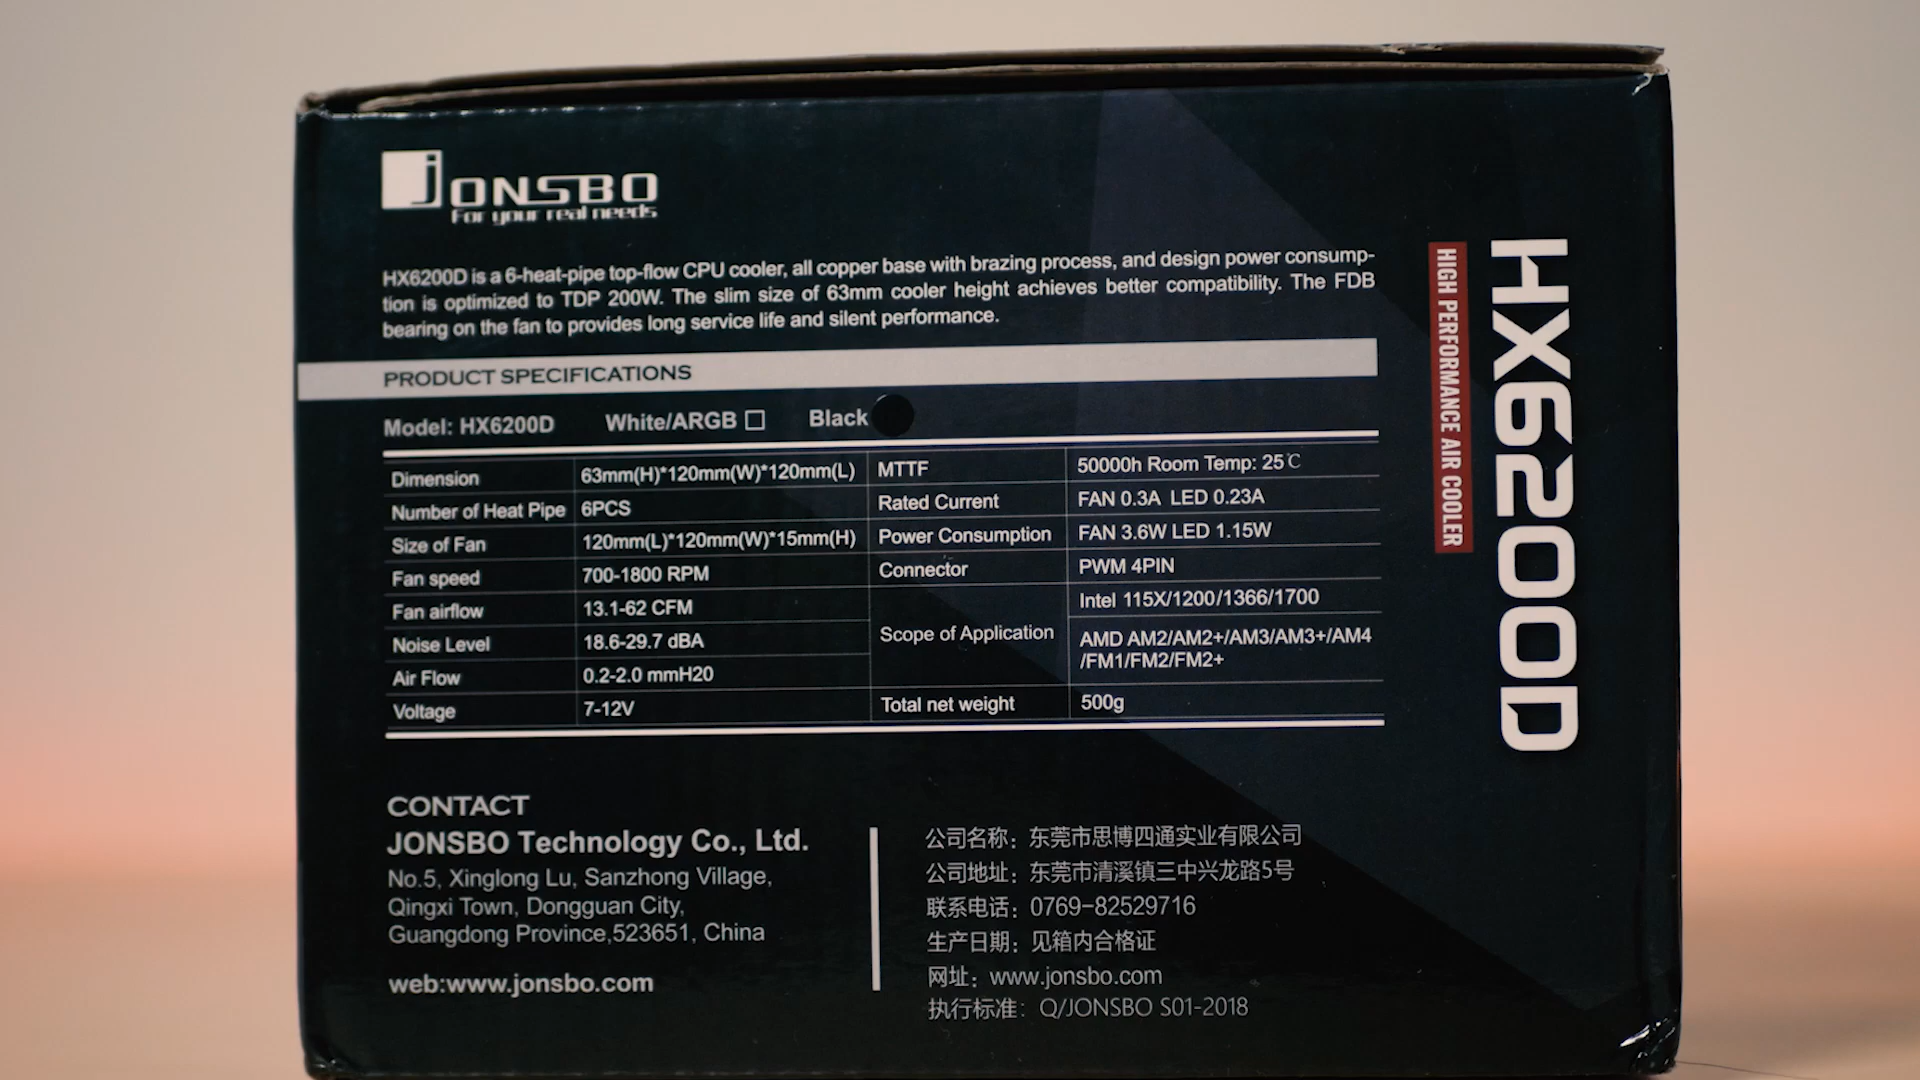 JONSBO
For your real needs
HX6200D is a 6-heat-pipe top-flow CPU cooler, all copper base with brazing process, and design power consump-
tion is optimized to TDP 200W. The slim size of 63mm cooler height achieves better compatibility. The FDB
bearing on the fan to provides long service life and silent performance.
PRODUCT SPECIFICATIONS
Model: HX6200D White/ARGB Black
Dimension 63mm(H)*120mm(W)*120mm(L)
Number of Heat Pipe 6PCS
Size of Fan 120mm(L)*120mm(W)*15mm(H)
Fan speed 700-1800 RPM
Fan airflow 13.1-62 CFM
Noise Level 18.6-29.7 dBA
Air Flow 0.2-2.0 mmH20
Voltage 7-12V
MTTF 50000h Room Temp: 25℃
Rated Current FAN 0.3A LED 0.23A
Power Consumption FAN 3.6W LED 1.15W
Connector PWM 4PIN
Scope of Application Intel 115X/1200/1366/1700
AMD AM2/AM2+/AM3/AM3+/AM4
/FM1/FM2/FM2+
Total net weight 500g
HIGH PERFORMANCE AIR COOLER
HX6200D
CONTACT
JONSBO Technology Co., Ltd.
No.5, Xinglong Lu, Sanzhong Village,
Qingxi Town, Dongguan City,
Guangdong Province,523651, China
web:www.jonsbo.com
公司名称：东莞市思博四通实业有限公司
公司地址：东莞市清溪镇三中兴龙路5号
联系电话：0769-82529716
生产日期：见箱内合格证
网址：www.jonsbo.com
执行标准：Q/JONSBO S01-2018